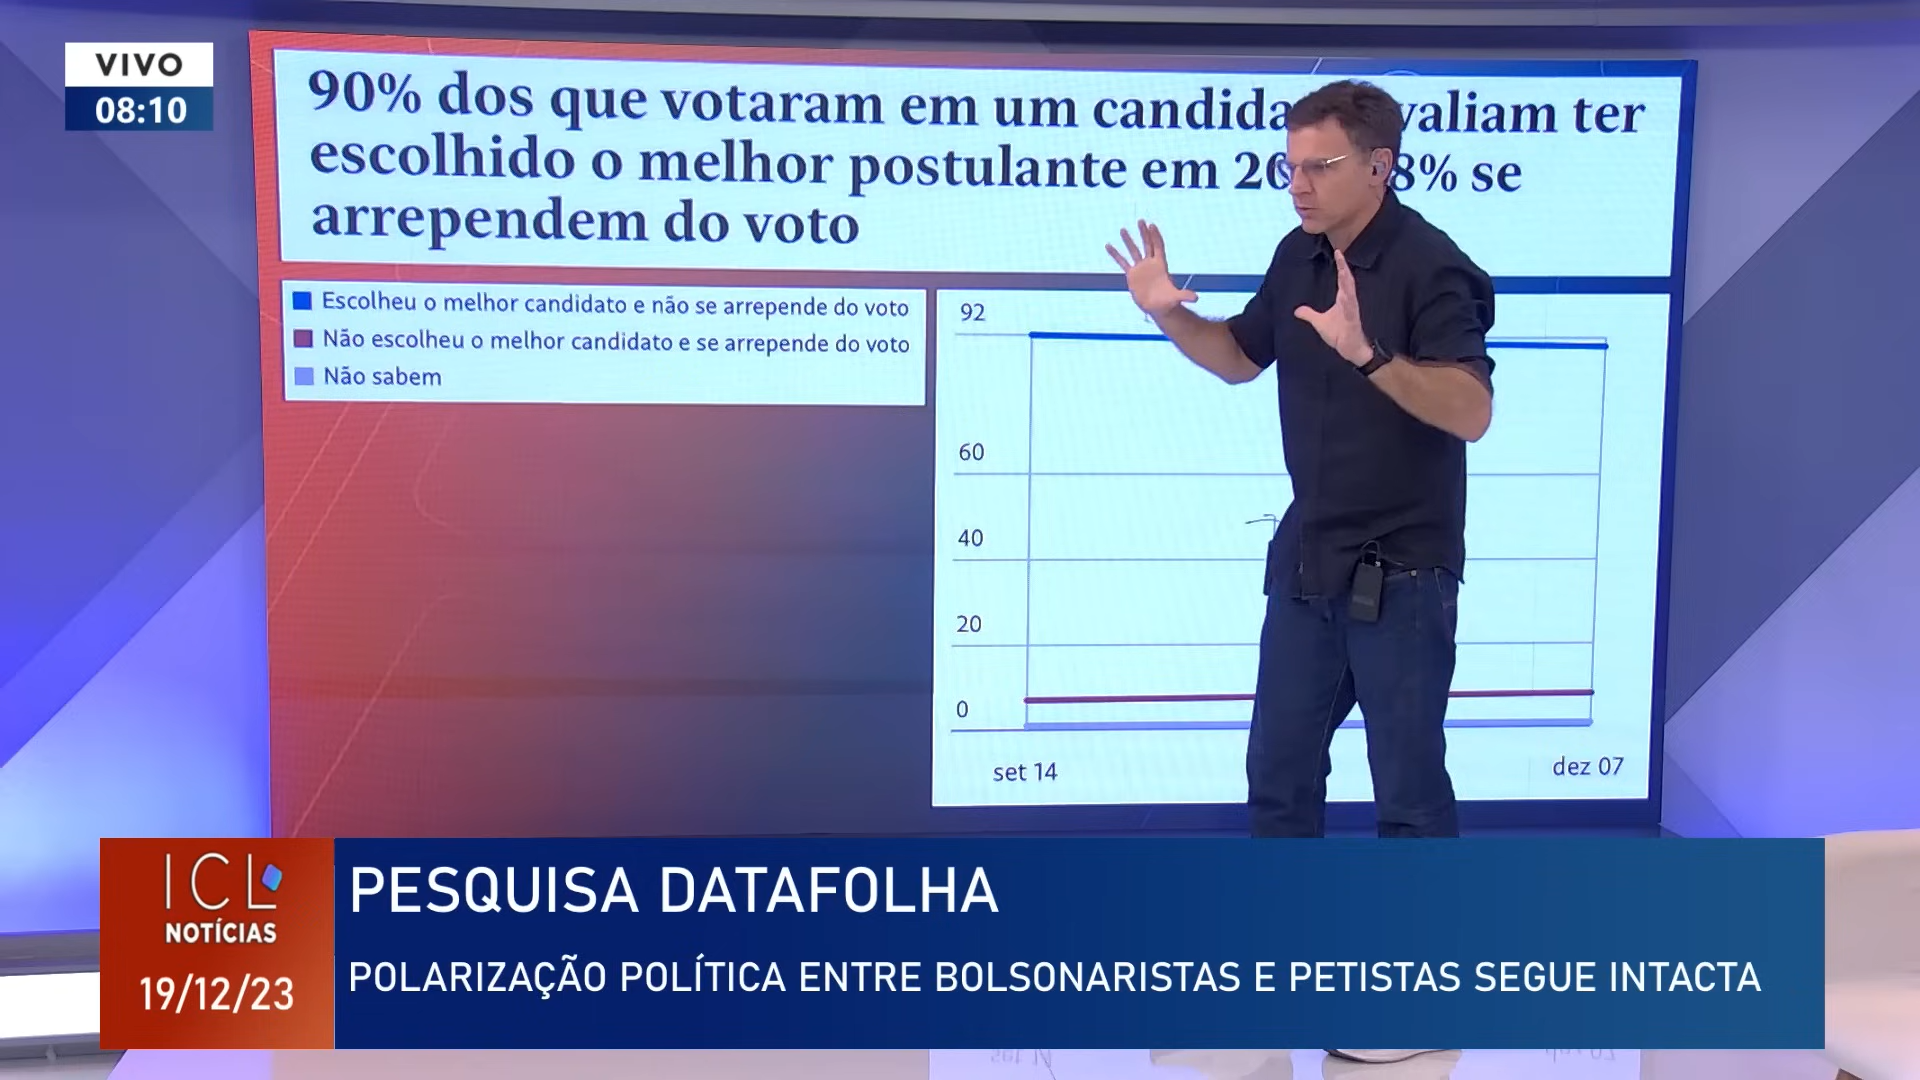 VIVO
08:10
90% dos que votaram em um valiam ter
escolhido o melhor postulante em 8% se
arrependem do voto
Escolheu o melhor candidato e não se arrepende do voto
Não escolheu o melhor candidato e se arrepende do voto
Não sabem
92
60
40
20
0
set 14
dez 07
ICL
NOTÍCIAS
19/12/23
PESQUISA DATAFOLHA
POLARIZAÇÃO POLÍTICA ENTRE BOLSONARISTAS E PETISTAS SEGUE INTACTA